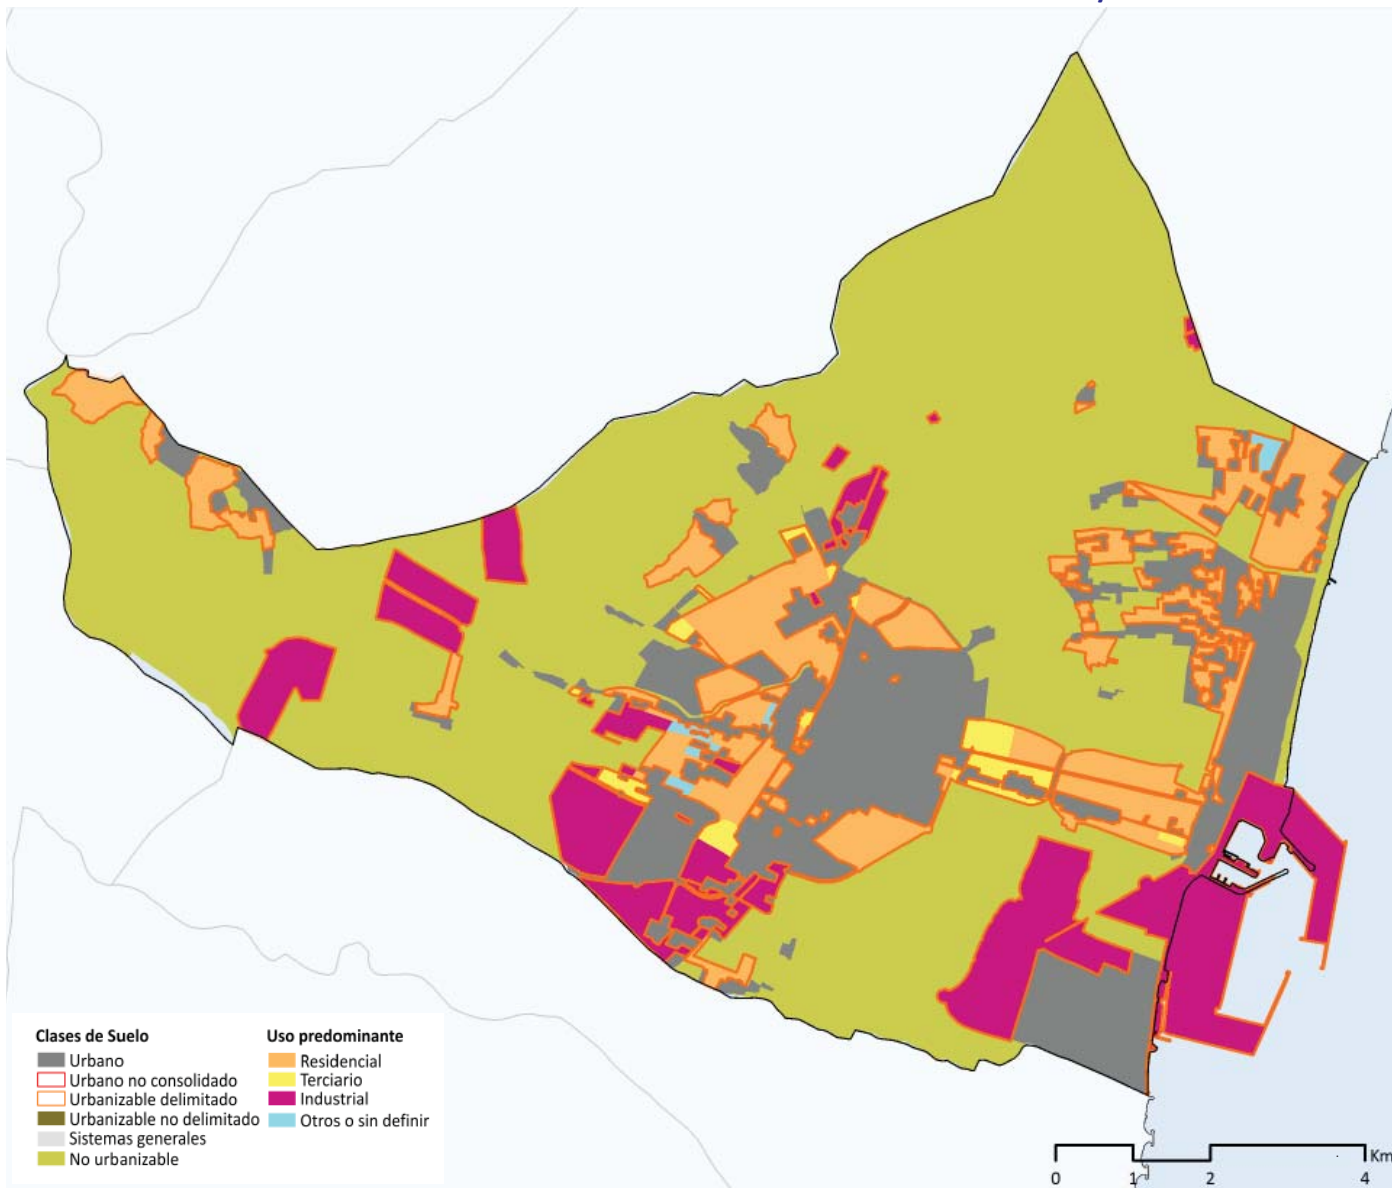 Clases de Suelo
Urbano
Urbano no consolidado
Urbanizable delimitado
Urbanizable no delimitado
Sistemas generales
No urbanizable
Uso predominante
Residencial
Terciario
Industrial
Otros o sin definir
Km
0 1 2 4